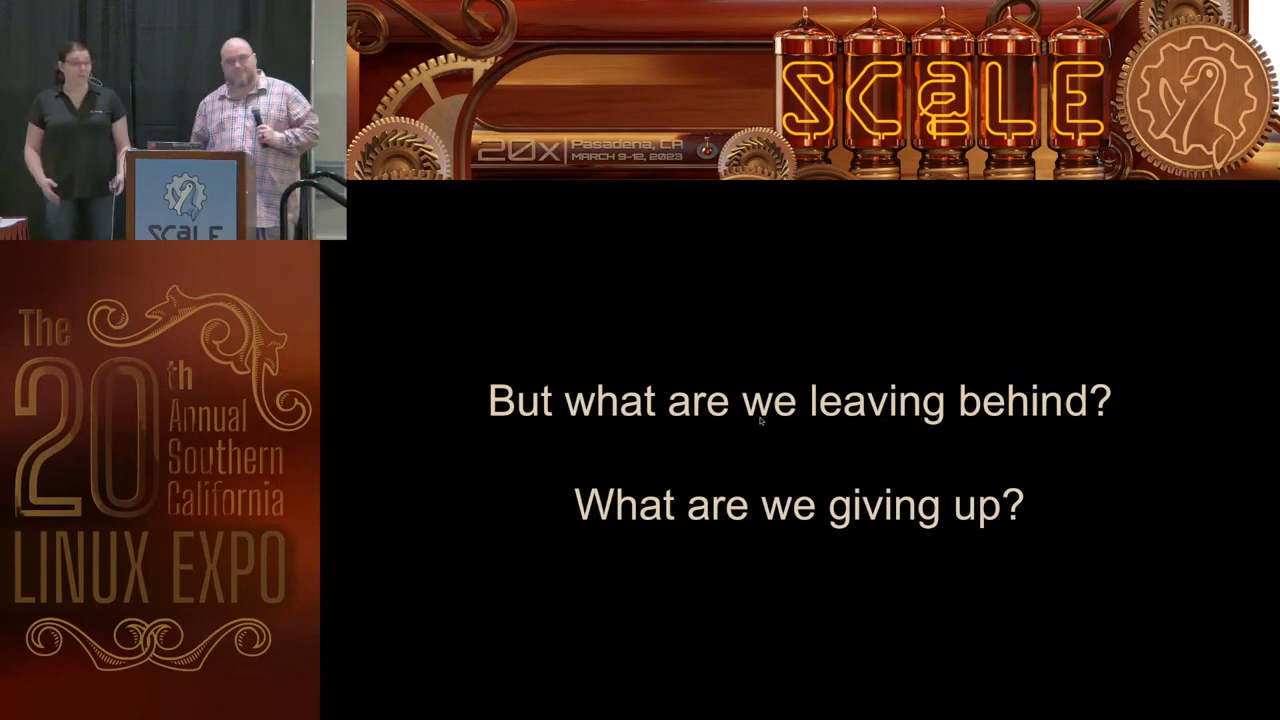 SCALE
20x
Pasadena, CA
MARCH 9-12, 2023
SCALE
The
20th
Annual
Southern
California
LINUX EXPO
But what are we leaving behind?
What are we giving up?